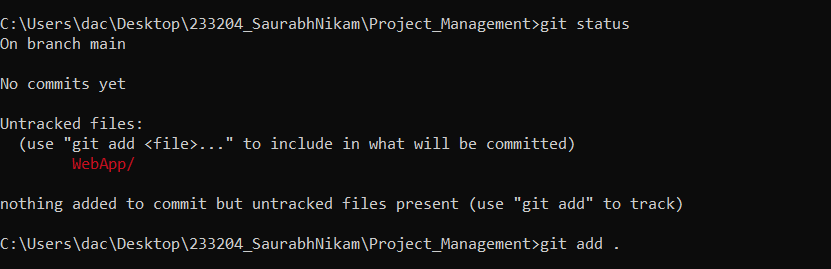 C:\Users\dac\Desktop\233204_SaurabhNikam\Project_Management>git status
On branch main
No commits yet
Untracked files:
(use "git add <file>..." to include in what will be committed)
WebApp/
nothing added to commit but untracked files present (use "git add" to track)
C:\Users\dac\Desktop\233204_SaurabhNikam\Project_Management>git add .